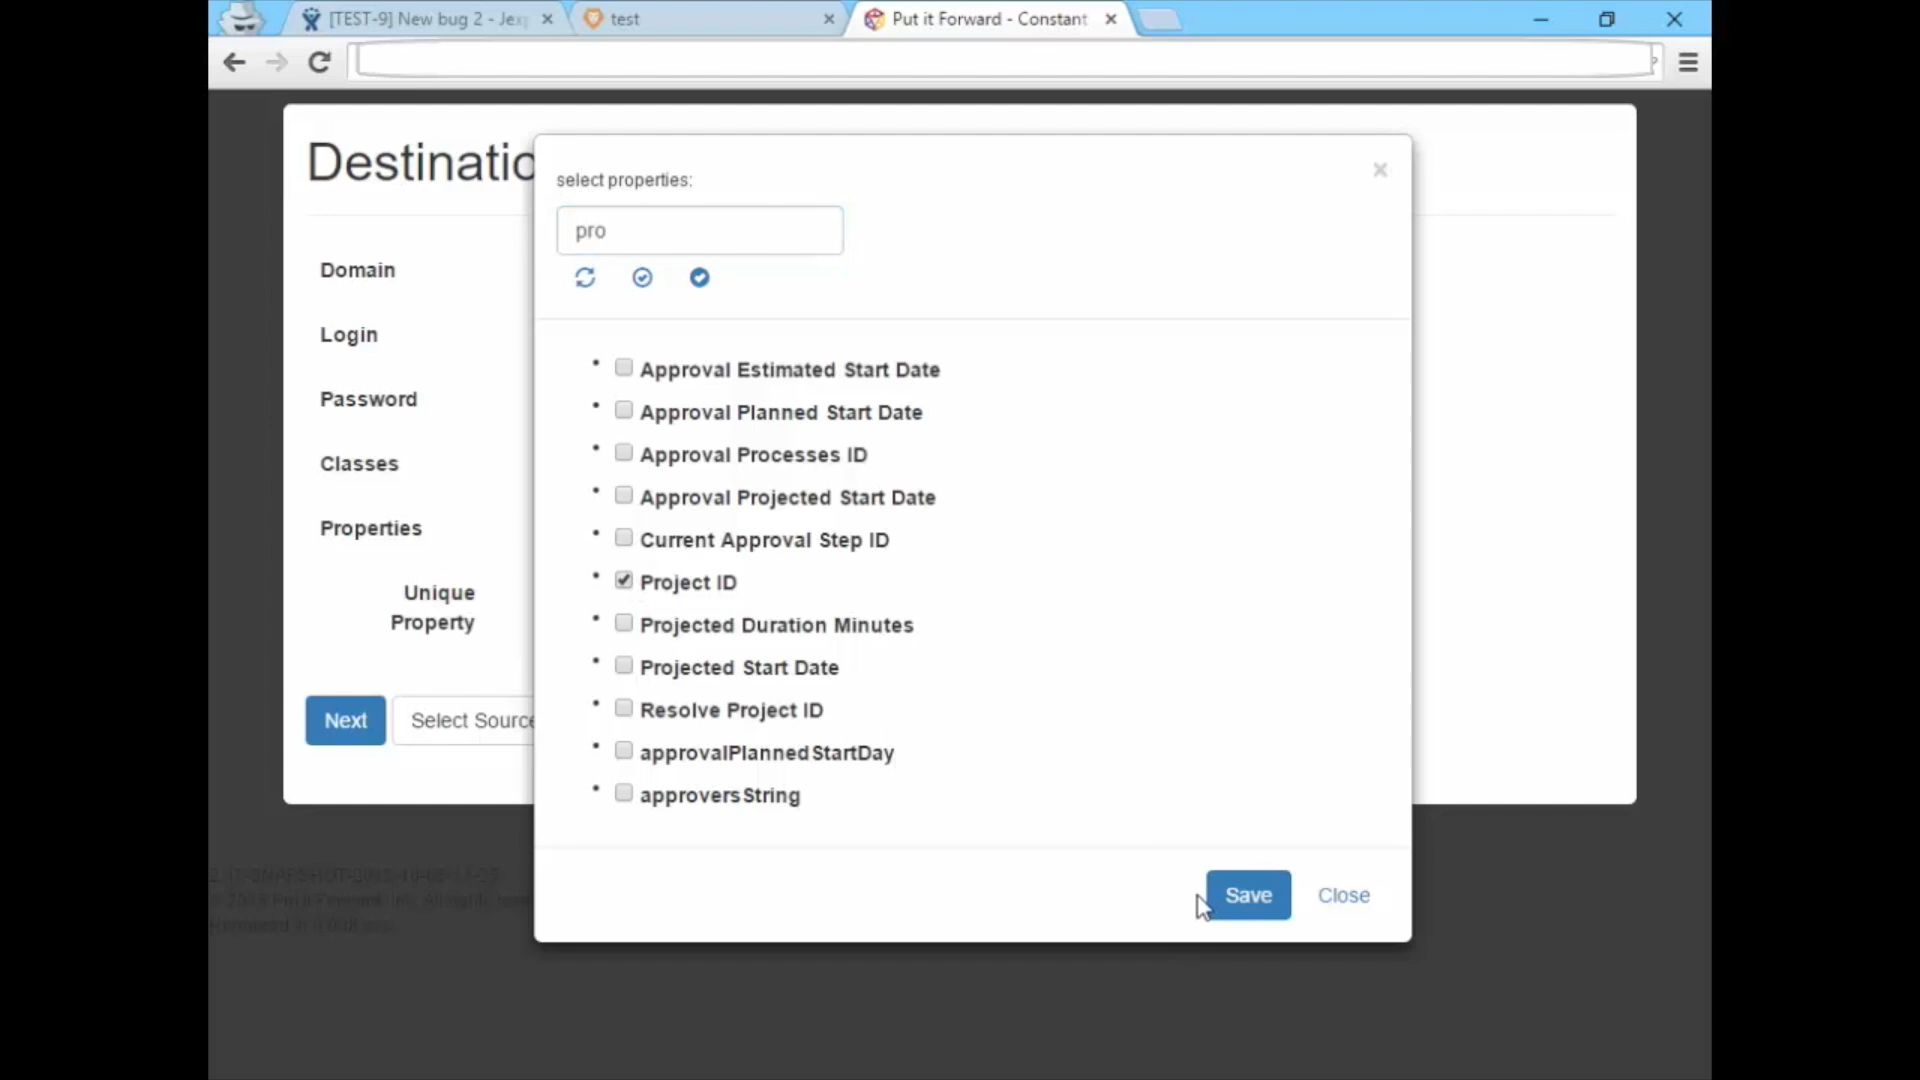 [TEST-9] New bug 2 - Jex
test
Put it Forward - Constant
Destinatio
select properties:
pro
Domain
Login
Password
Classes
Properties
Unique
Property
Approval Estimated Start Date
Approval Planned Start Date
Approval Processes ID
Approval Projected Start Date
Current Approval Step ID
Project ID
Projected Duration Minutes
Projected Start Date
Resolve Project ID
approvalPlannedStartDay
approversString
Next
Select Source
Save
Close